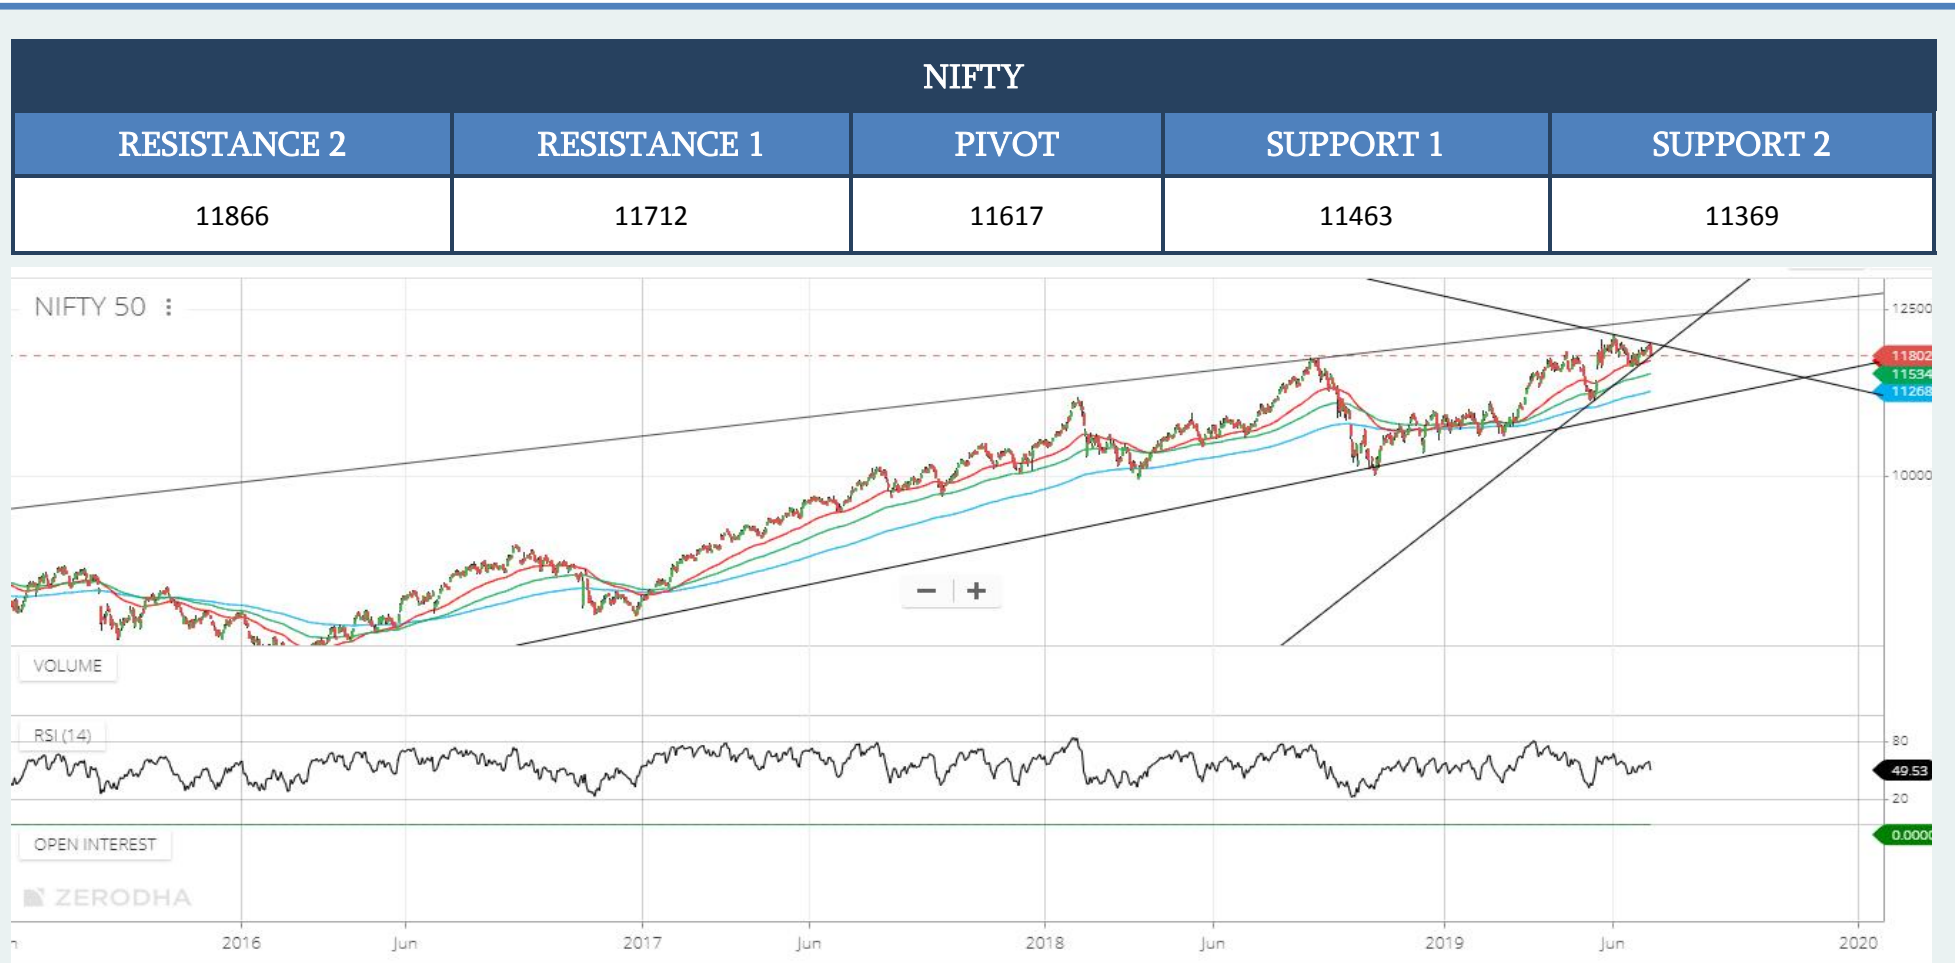 NIFTY
RESISTANCE 2 RESISTANCE 1 PIVOT SUPPORT 1 SUPPORT 2
11866 11712 11617 11463 11369
NIFTY 50
12500
11802
11534
11268
10000
VOLUME
RSI (14)
80
49.53
20
OPEN INTEREST
0.0000
ZERODHA
2016 Jun 2017 Jun 2018 Jun 2019 Jun 2020